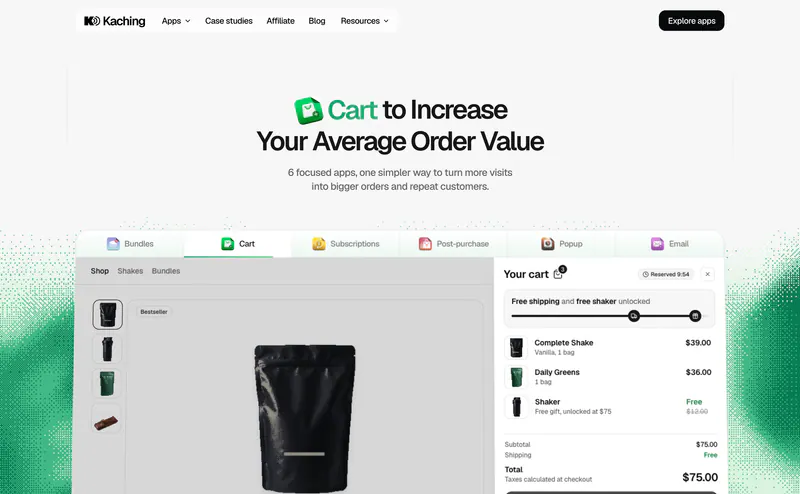 Kaching
Apps
Case studies
Affiliate
Blog
Resources
Explore apps
Cart to Increase
Your Average Order Value
6 focused apps, one simpler way to turn more visits
into bigger orders and repeat customers.
Bundles
Cart
Subscriptions
Post-purchase
Popup
Email
Shop
Shakes
Bundles
Bestseller
Your cart
3
Reserved 9:54
Free shipping and free shaker unlocked
Complete Shake
$39.00
Vanilla, 1 bag
Daily Greens
$36.00
1 bag
Shaker
Free
Free gift, unlocked at $75
$12.00
Subtotal
$75.00
Shipping
Free
Total
Taxes calculated at checkout
$75.00